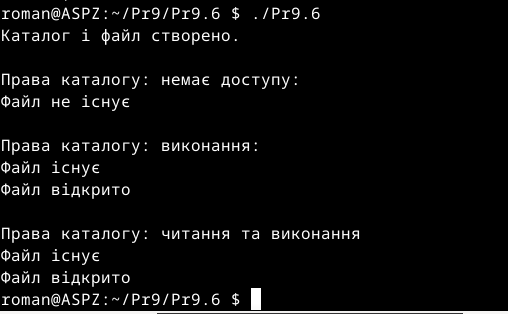 roman@ASPZ:~/Pr9/Pr9.6 $ ./Pr9.6
Каталог і файл створено.
Права каталогу: немає доступу:
Файл не існує
Права каталогу: виконання:
Файл існує
Файл відкрито
Права каталогу: читання та виконання
Файл існує
Файл відкрито
roman@ASPZ:~/Pr9/Pr9.6 $